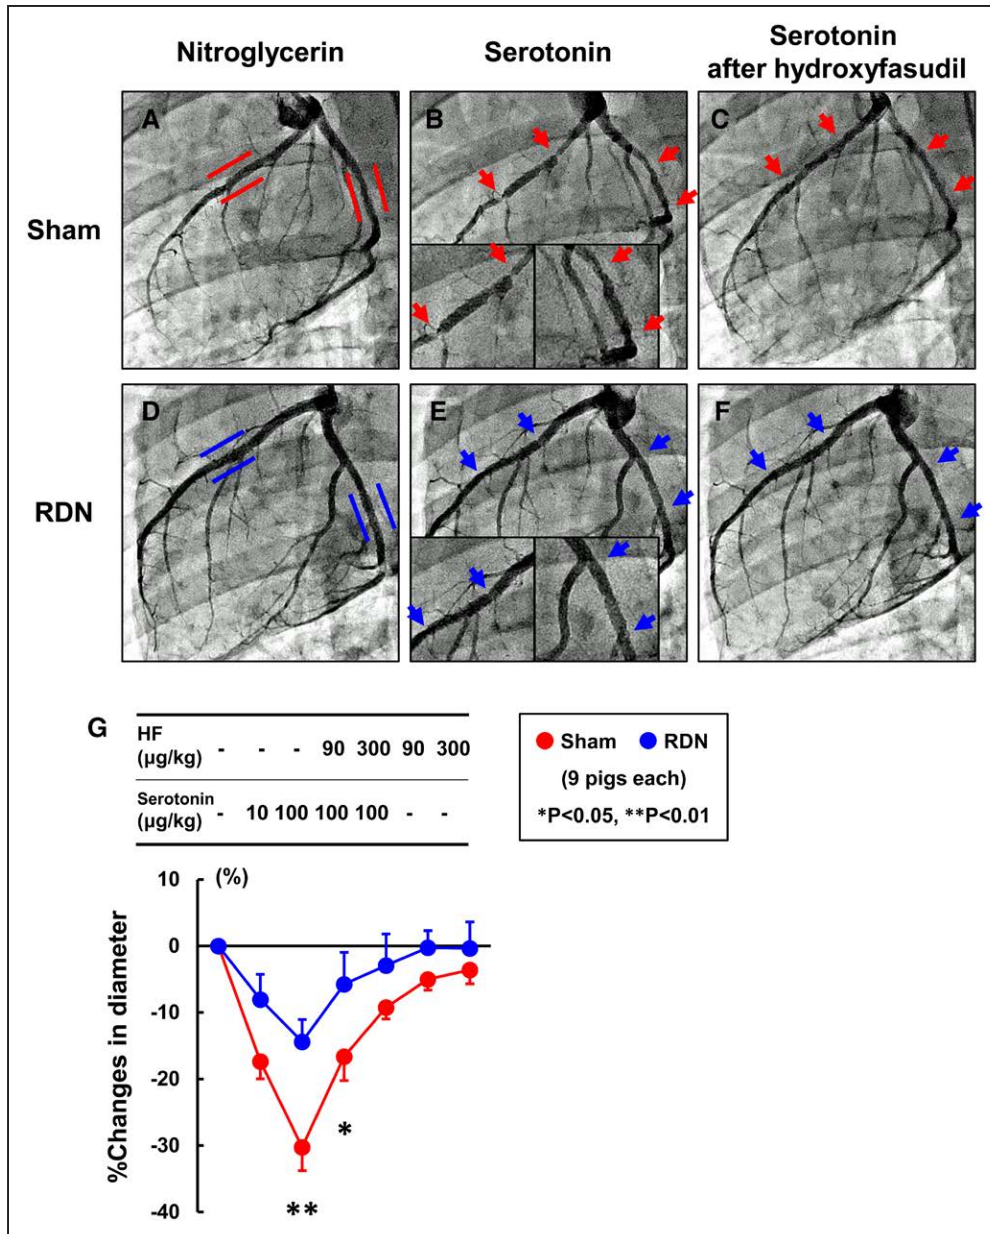 Nitroglycerin
Serotonin
Serotonin
after hydroxyfasudil
Sham
A
B
C
RDN
D
E
F
G
HF
(µg/kg) - - - 90 300 90 300
Serotonin
(µg/kg) - 10 100 100 100 - -
Sham RDN
(9 pigs each)
*P<0.05, **P<0.01
%Changes in diameter
(%)
10
0
-10
-20
-30
-40
*
**